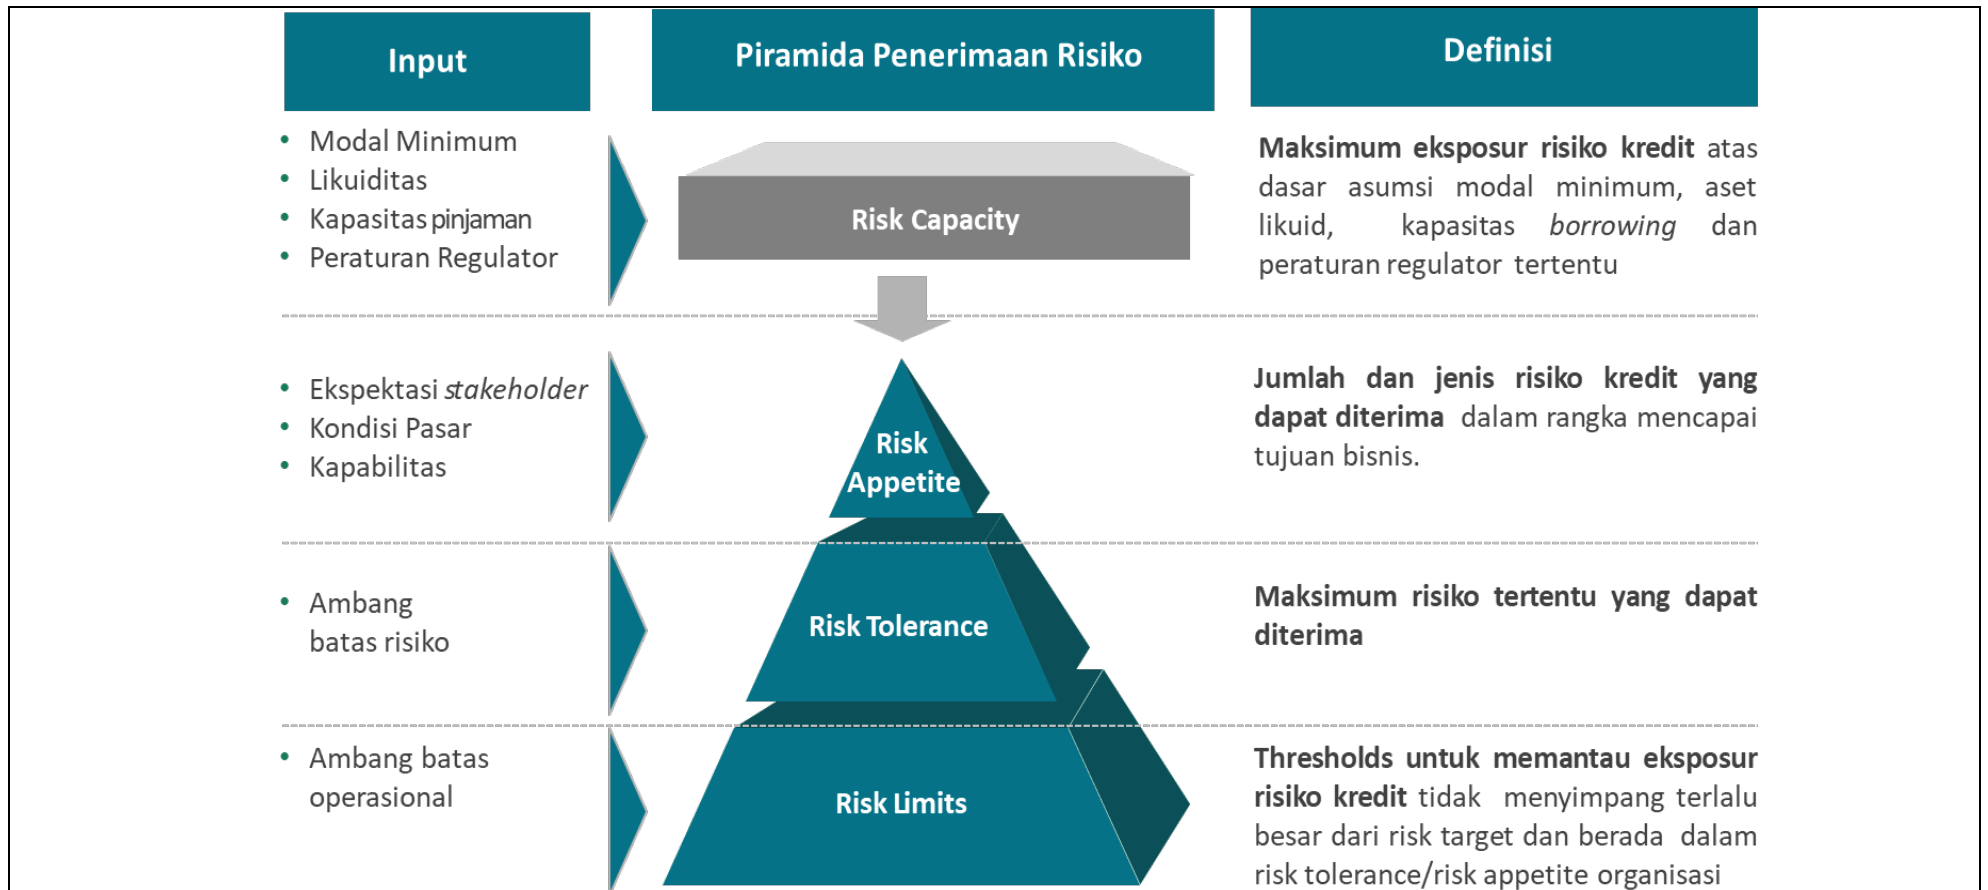 Input
Piramida Penerimaan Risiko
Definisi
• Modal Minimum
• Likuiditas
• Kapasitas pinjaman
• Peraturan Regulator
Risk Capacity
Maksimum eksposur risiko kredit atas
dasar asumsi modal minimum, aset
likuid, kapasitas borrowing dan
peraturan regulator tertentu
• Ekspektasi stakeholder
• Kondisi Pasar
• Kapabilitas
Risk
Appetite
Jumlah dan jenis risiko kredit yang
dapat diterima dalam rangka mencapai
tujuan bisnis.
• Ambang
batas risiko
Risk Tolerance
Maksimum risiko tertentu yang dapat
diterima
• Ambang batas
operasional
Risk Limits
Thresholds untuk memantau eksposur
risiko kredit tidak menyimpang terlalu
besar dari risk target dan berada dalam
risk tolerance/risk appetite organisasi